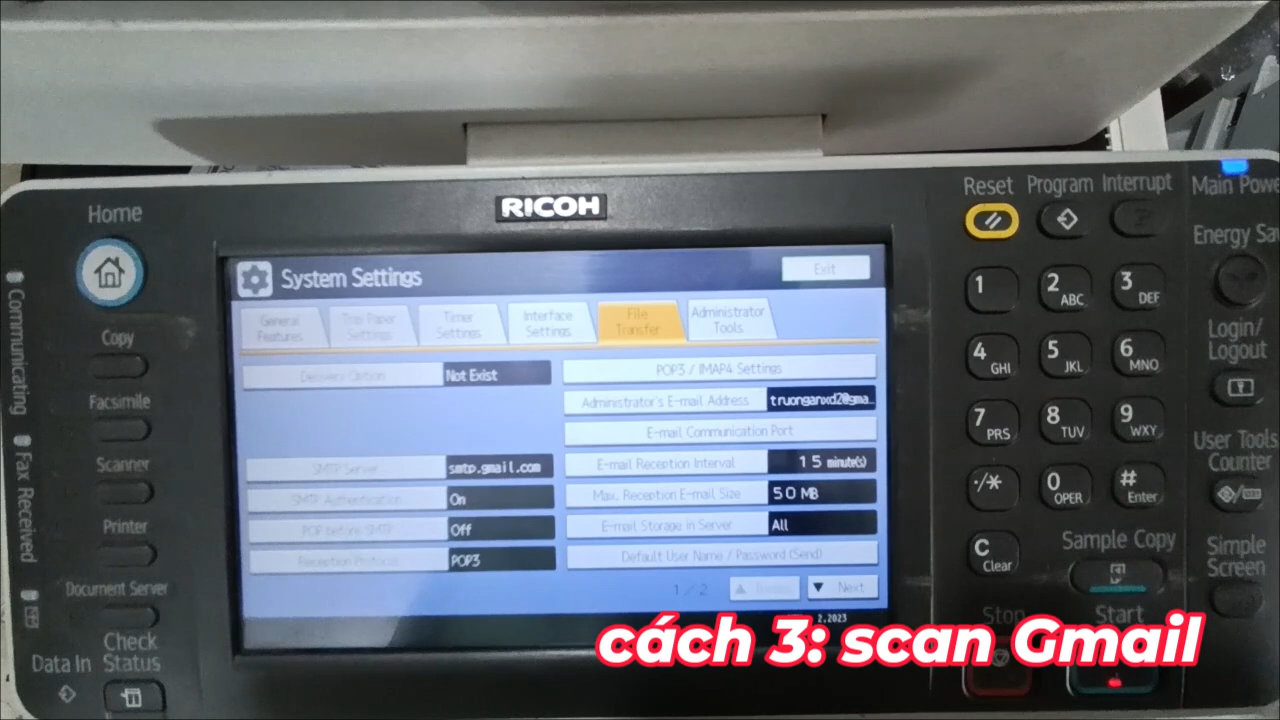 RICOH
Home
Communicating
Copy
Facsimile
Scanner
Fax Received
Printer
Document Server
Check
Status
Data In
System Settings
Exit
General
Features
Tray Paper
Settings
Timer
Settings
Interface
Settings
File
Transfer
Administrator
Tools
Delivery Option
Not Exist
SMTP Server
smtp.gmail.com
SMTP Authentication
On
POP before SMTP
Off
Reception Protocol
POP3
POP3 / IMAP4 Settings
Administrator's E-mail Address
truonganxd2@gma...
E-mail Communication Port
E-mail Reception Interval
15 minute(s)
Max. Reception E-mail Size
50 MB
E-mail Storage in Server
All
Default User Name / Password (Send)
1 / 2
▼ Next
2,2023
Reset
Program
Interrupt
Main Powe
Energy Sa
Login/
Logout
User Tools
Counter
Simple
Screen
1
2 ABC
3 DEF
4 GHI
5 JKL
6 MNO
7 PRS
8 TUV
9 WXY
·/*
0 OPER
# Enter
C Clear
Sample Copy
Stop
Start
cách 3: scan Gmail